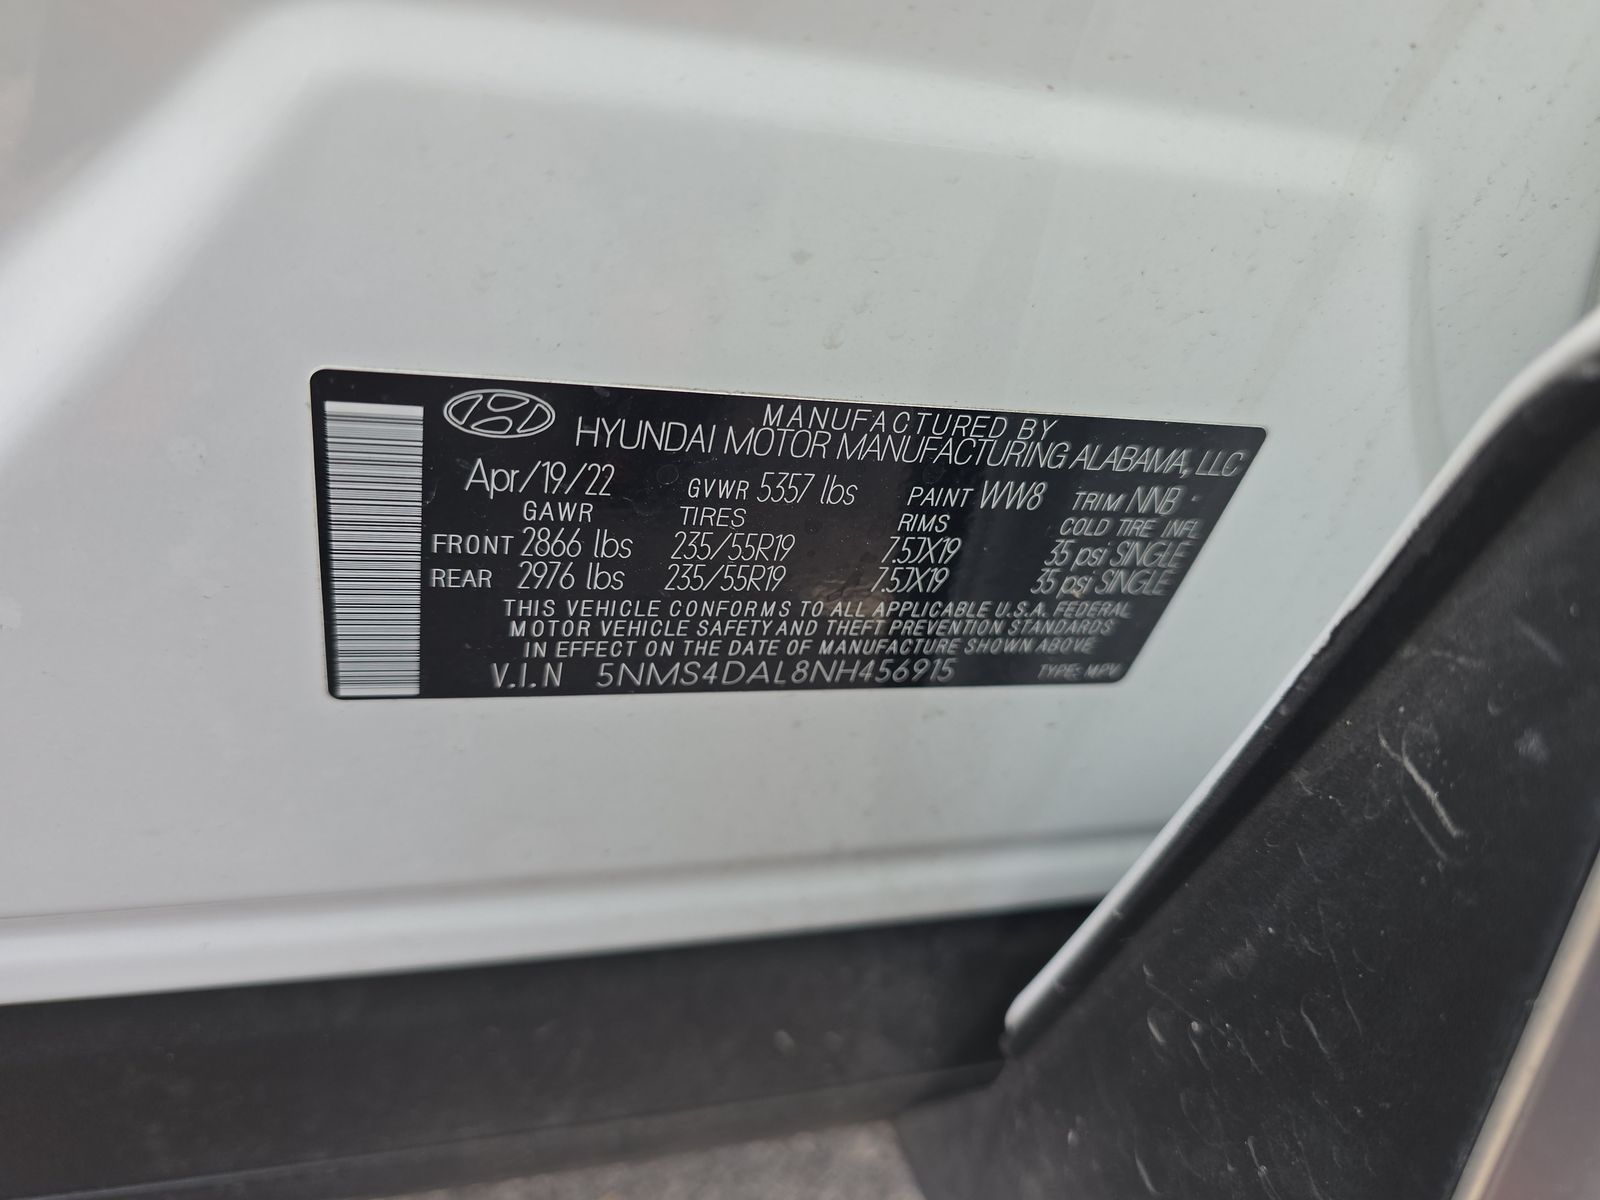 MANUFACTURED BY
HYUNDAI MOTOR MANUFACTURING ALABAMA, LLC
Apr/19/22 GVWR 5357 lbs PAINT WW8 TRIM NNB
GAWR TIRES RIMS COLD TIRE INFL
FRONT 2866 lbs 235/55R19 7.5JX19 35 psi SINGLE
REAR 2976 lbs 235/55R19 7.5JX19 35 psi SINGLE
THIS VEHICLE CONFORMS TO ALL APPLICABLE U.S.A. FEDERAL
MOTOR VEHICLE SAFETY AND THEFT PREVENTION STANDARDS
IN EFFECT ON THE DATE OF MANUFACTURE SHOWN ABOVE
V.I.N 5NMS4DAL8NH456915 TYPE: MPV